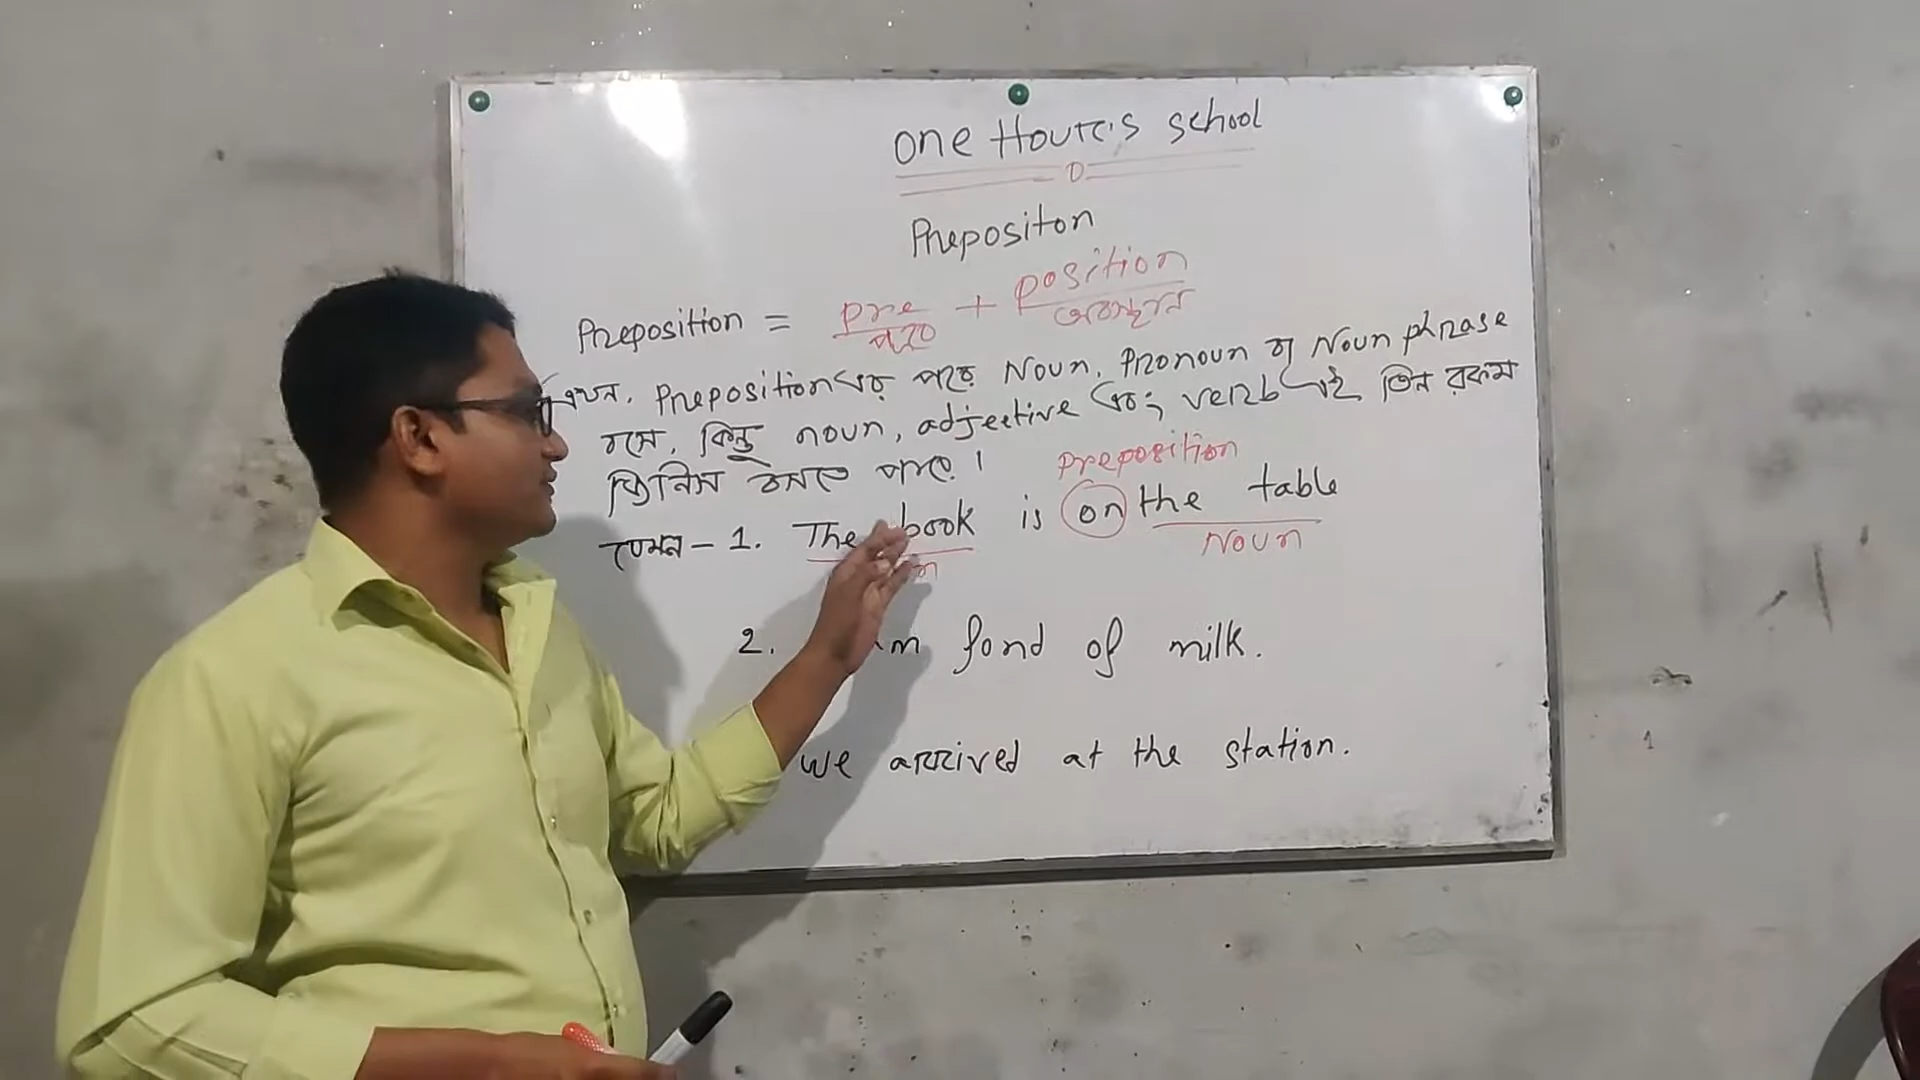 One Hour's School
Prepositon
Preposition = pre + position
পূর্বে অবস্থান
এখন, Preposition এর পরে Noun, Pronoun বা Noun phrase
বসে, কিন্তু noun, adjective এবং verb এই তিন রকম
জিনিস বসতে পারে।
preposition
যেমন - 1. The book is on the table
Noun
2. am fond of milk.
we arrived at the station.